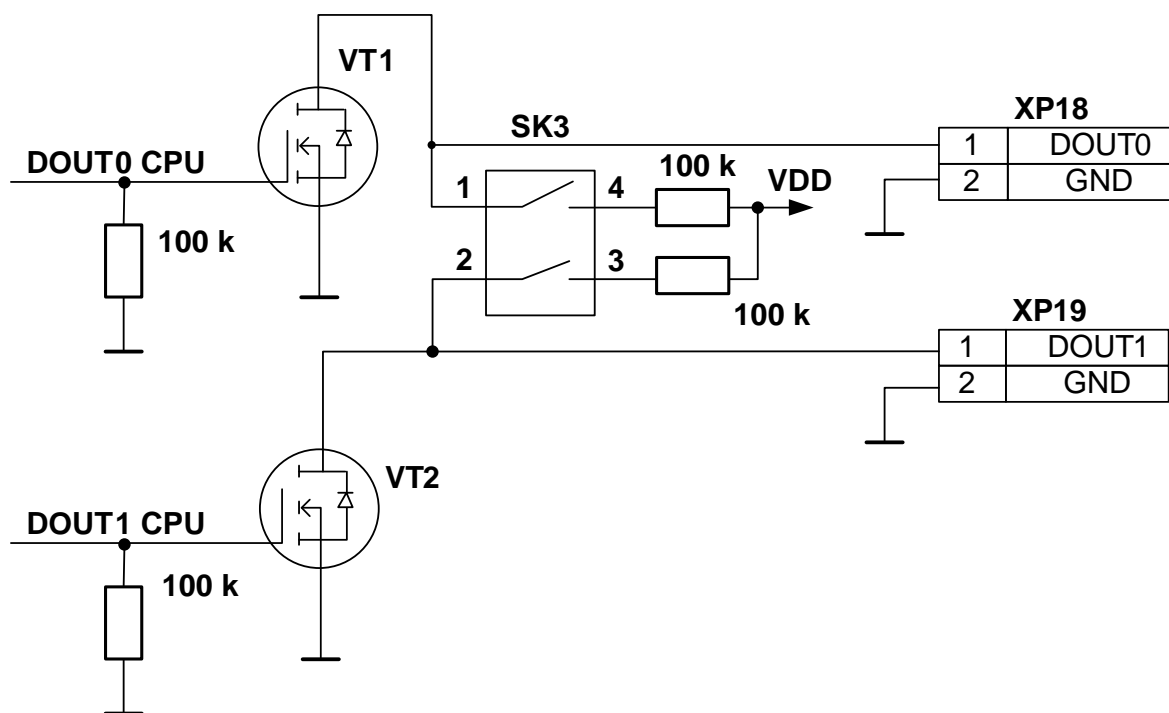 VT1
XP18
SK3
1 DOUT0
100 k VDD
DOUT0 CPU
2 GND
1 4
100 k
2 3
100 k
XP19
1 DOUT1
2 GND
VT2
DOUT1 CPU
100 k